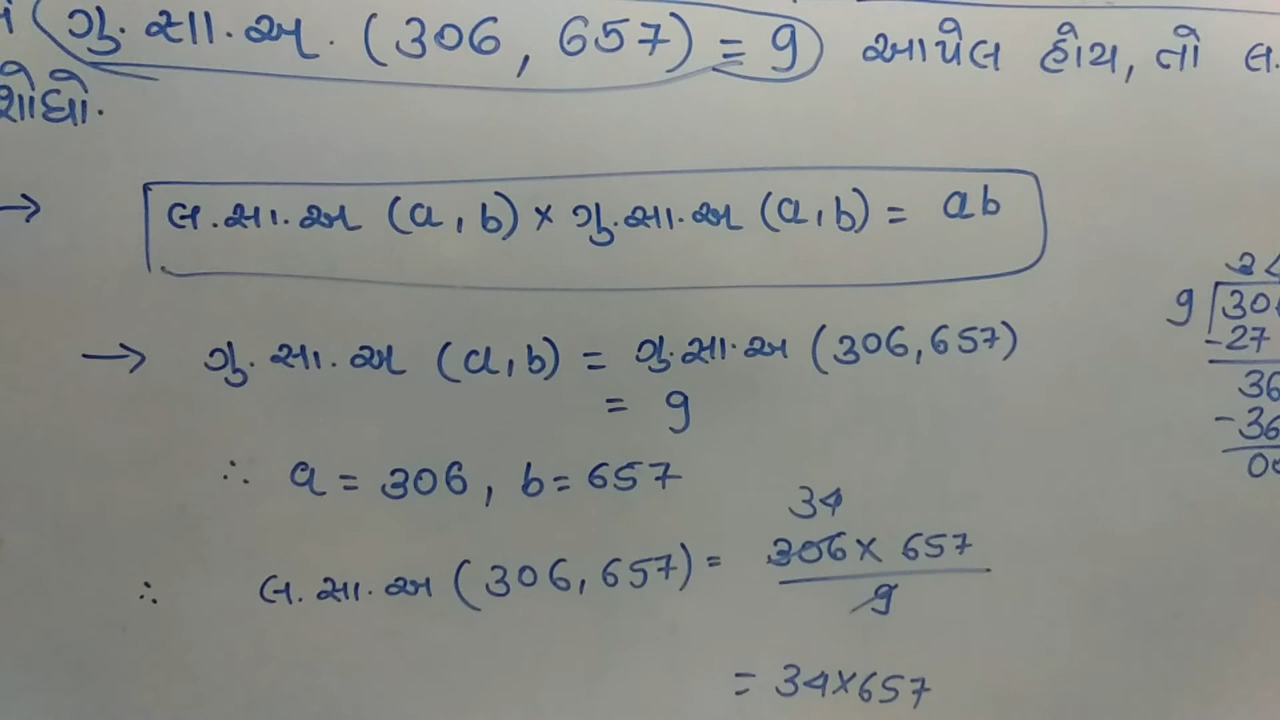 ગુ.સા.અ. (306, 657) = 9 આપેલ હોય, તો લ.
શોધો.
→ લ.સા.અ (a, b) × ગુ.સા.અ (a, b) = ab
→ ગુ.સા.અ (a, b) = ગુ.સા.અ (306, 657)
= 9
∴ a = 306, b = 657
34
∴ લ.સા.અ (306, 657) = 306 × 657
9
= 34 × 657
9
30
-27
36
-36
00